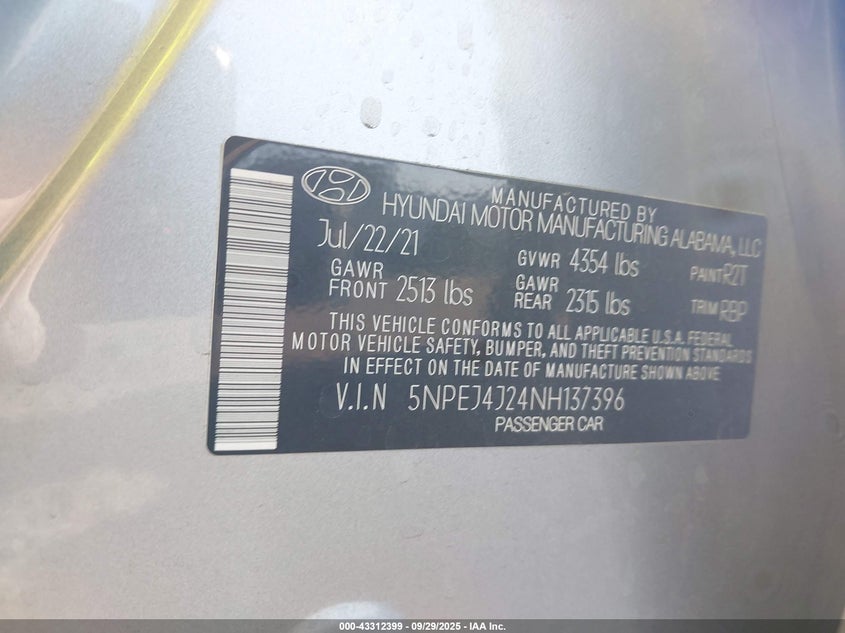 MANUFACTURED BY
HYUNDAI MOTOR MANUFACTURING ALABAMA, LLC
Jul/22/21
GVWR 4354 lbs
PAINT R2T
GAWR FRONT 2513 lbs
GAWR REAR 2315 lbs
TRIM RBP
THIS VEHICLE CONFORMS TO ALL APPLICABLE U.S.A. FEDERAL
MOTOR VEHICLE SAFETY, BUMPER, AND THEFT PREVENTION STANDARDS
IN EFFECT ON THE DATE OF MANUFACTURE SHOWN ABOVE.
V.I.N 5NPEJ4J24NH137396
PASSENGER CAR
000-43312399 - 09/29/2025 - IAA Inc.